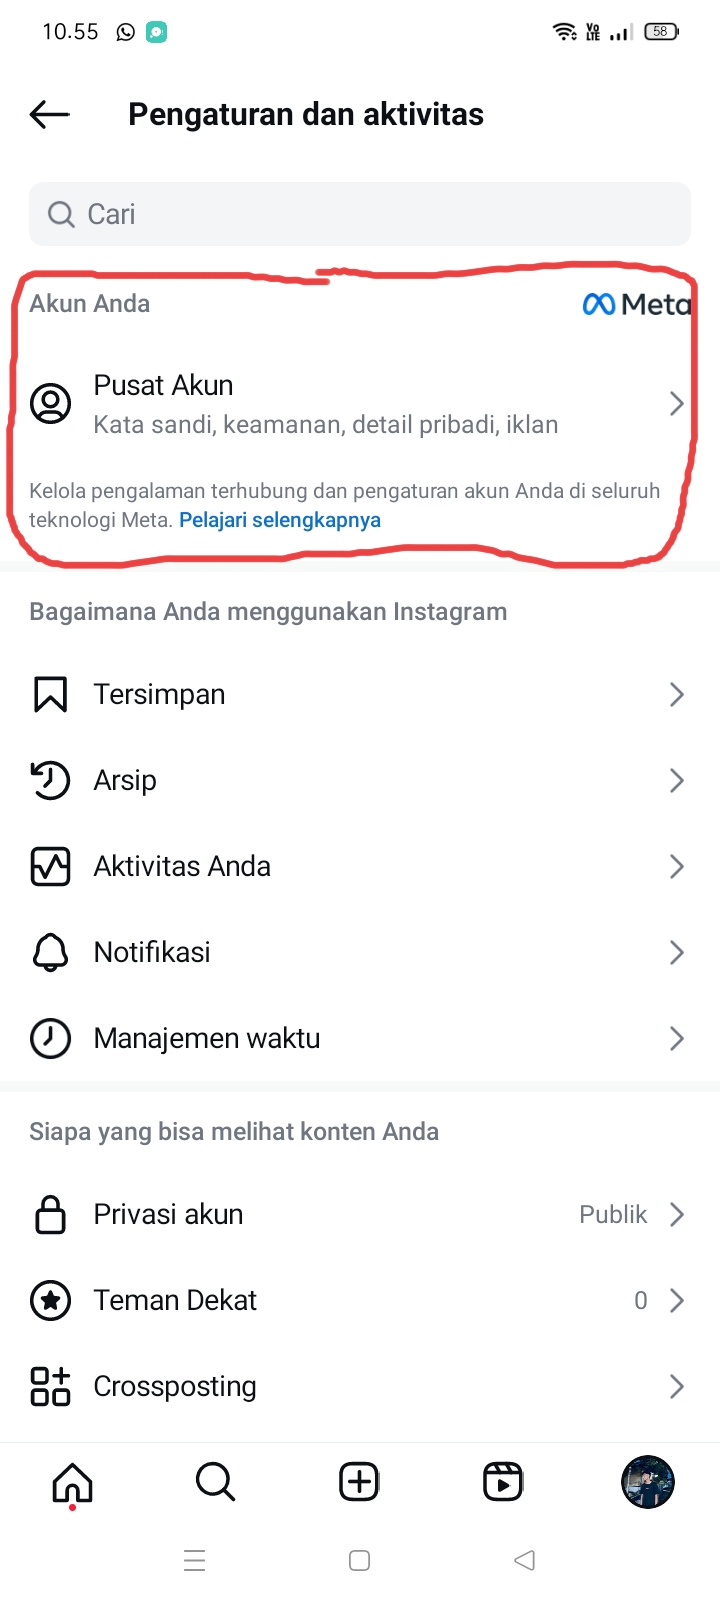 10.55 VO LTE 58
Pengaturan dan aktivitas
Cari
Akun Anda Meta
Pusat Akun
Kata sandi, keamanan, detail pribadi, iklan
Kelola pengalaman terhubung dan pengaturan akun Anda di seluruh
teknologi Meta. Pelajari selengkapnya
Bagaimana Anda menggunakan Instagram
Tersimpan
Arsip
Aktivitas Anda
Notifikasi
Manajemen waktu
Siapa yang bisa melihat konten Anda
Privasi akun Publik
Teman Dekat 0
Crossposting